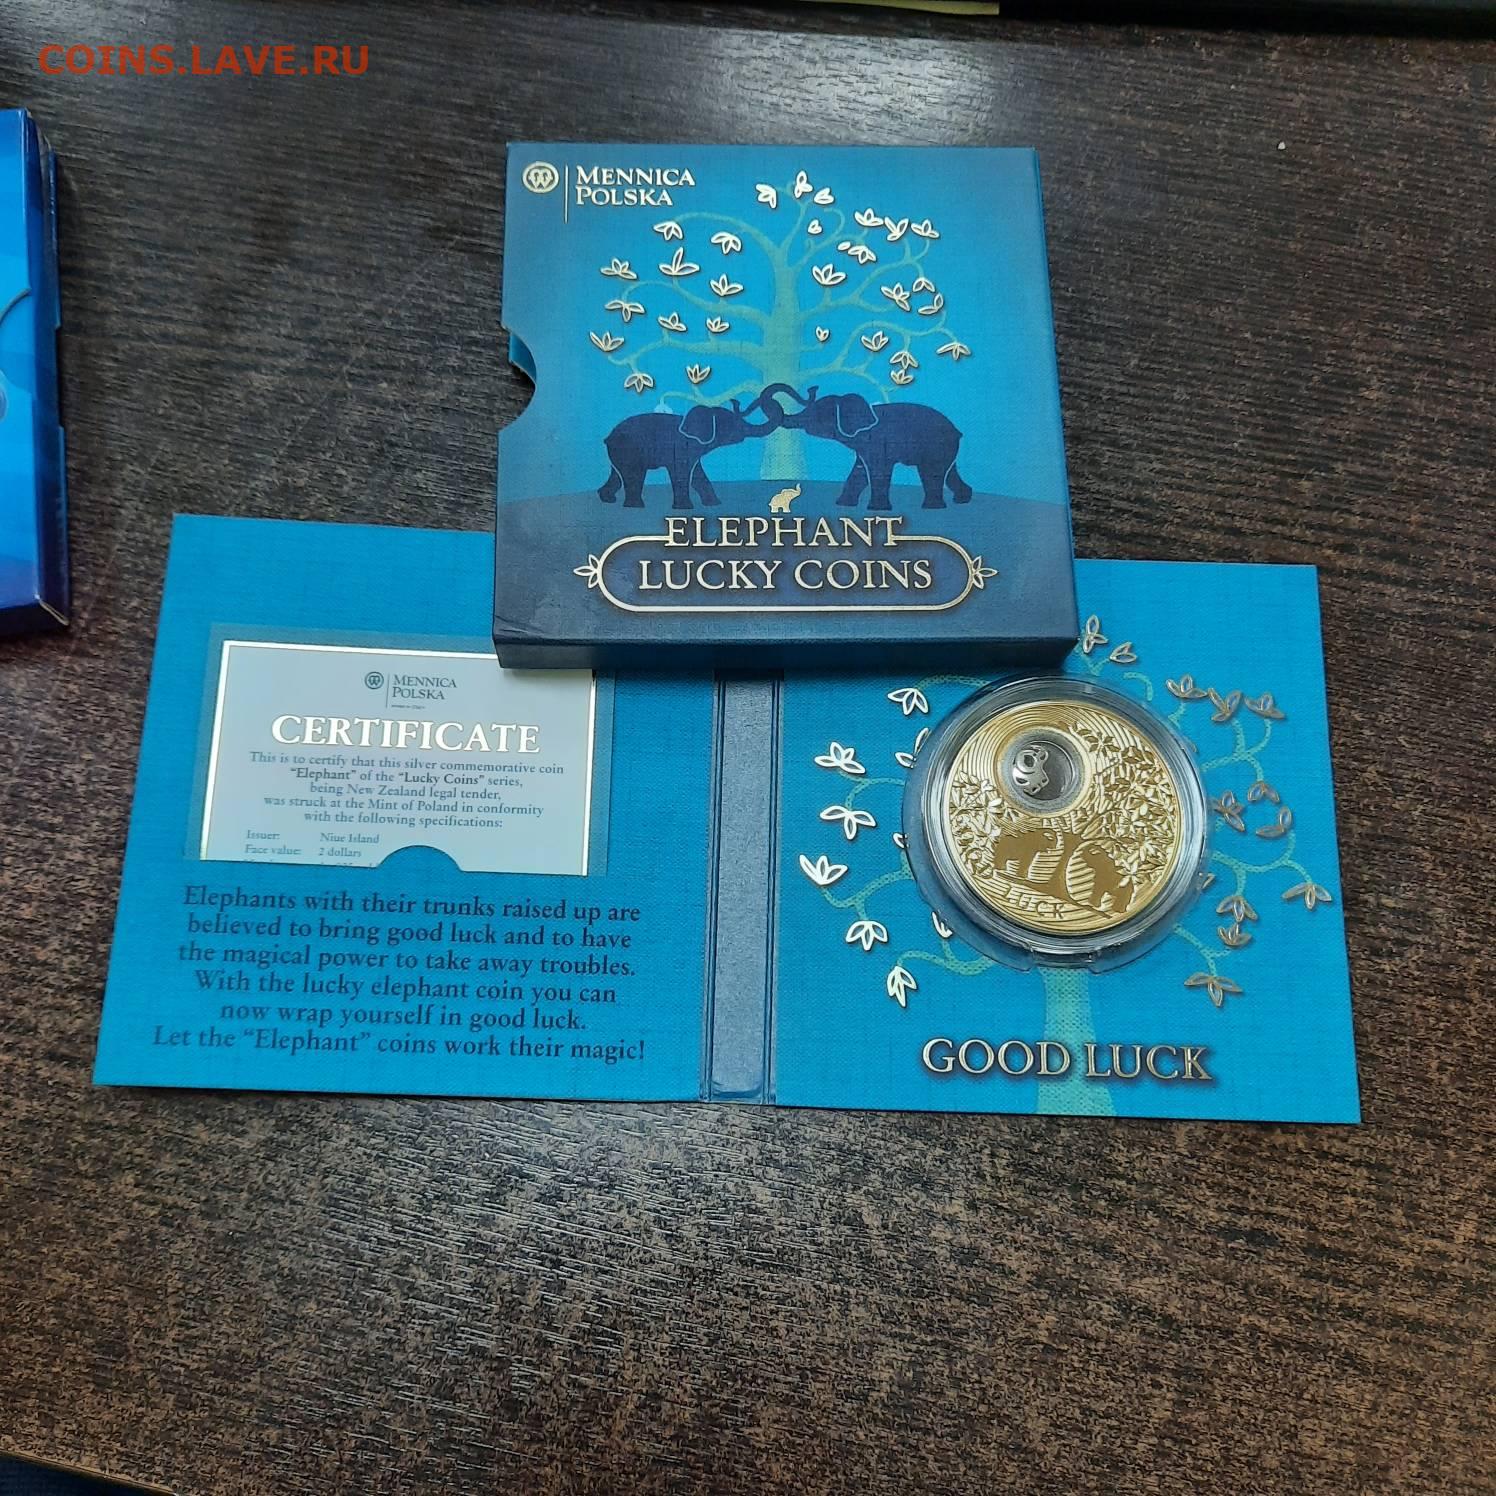 COINS.LAVE.RU
MENNICA
POLSKA
ELEPHANT
LUCKY COINS
MENNICA
POLSKA
CERTIFICATE
This is to certify that this silver commemorative coin
“Elephant” of the “Lucky Coins” series,
being New Zealand legal tender,
was struck at the Mint of Poland in conformity
with the following specifications:
Issuer: Niue Island
Face value: 2 dollars
Elephants with their trunks raised up are
believed to bring good luck and to have
the magical power to take away troubles.
With the lucky elephant coin you can
now wrap yourself in good luck.
Let the “Elephant” coins work their magic!
LUCK
GOOD LUCK